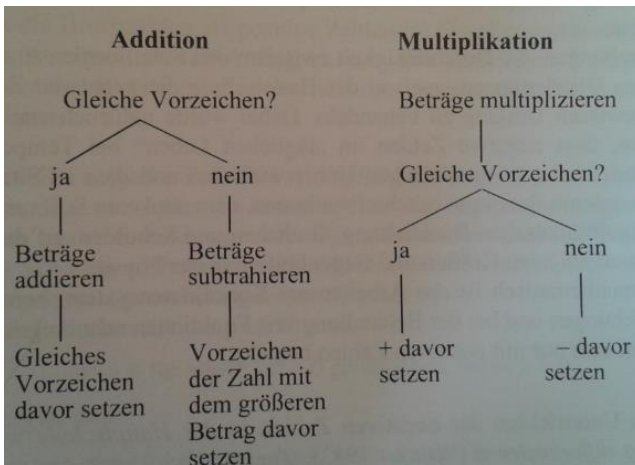 Addition
Gleiche Vorzeichen?
ja
nein
Beträge
addieren
Beträge
subtrahieren
Gleiches
Vorzeichen
davor setzen
Vorzeichen
der Zahl mit
dem größeren
Betrag davor
setzen
Multiplikation
Beträge multiplizieren
Gleiche Vorzeichen?
ja
nein
+ davor
setzen
– davor
setzen